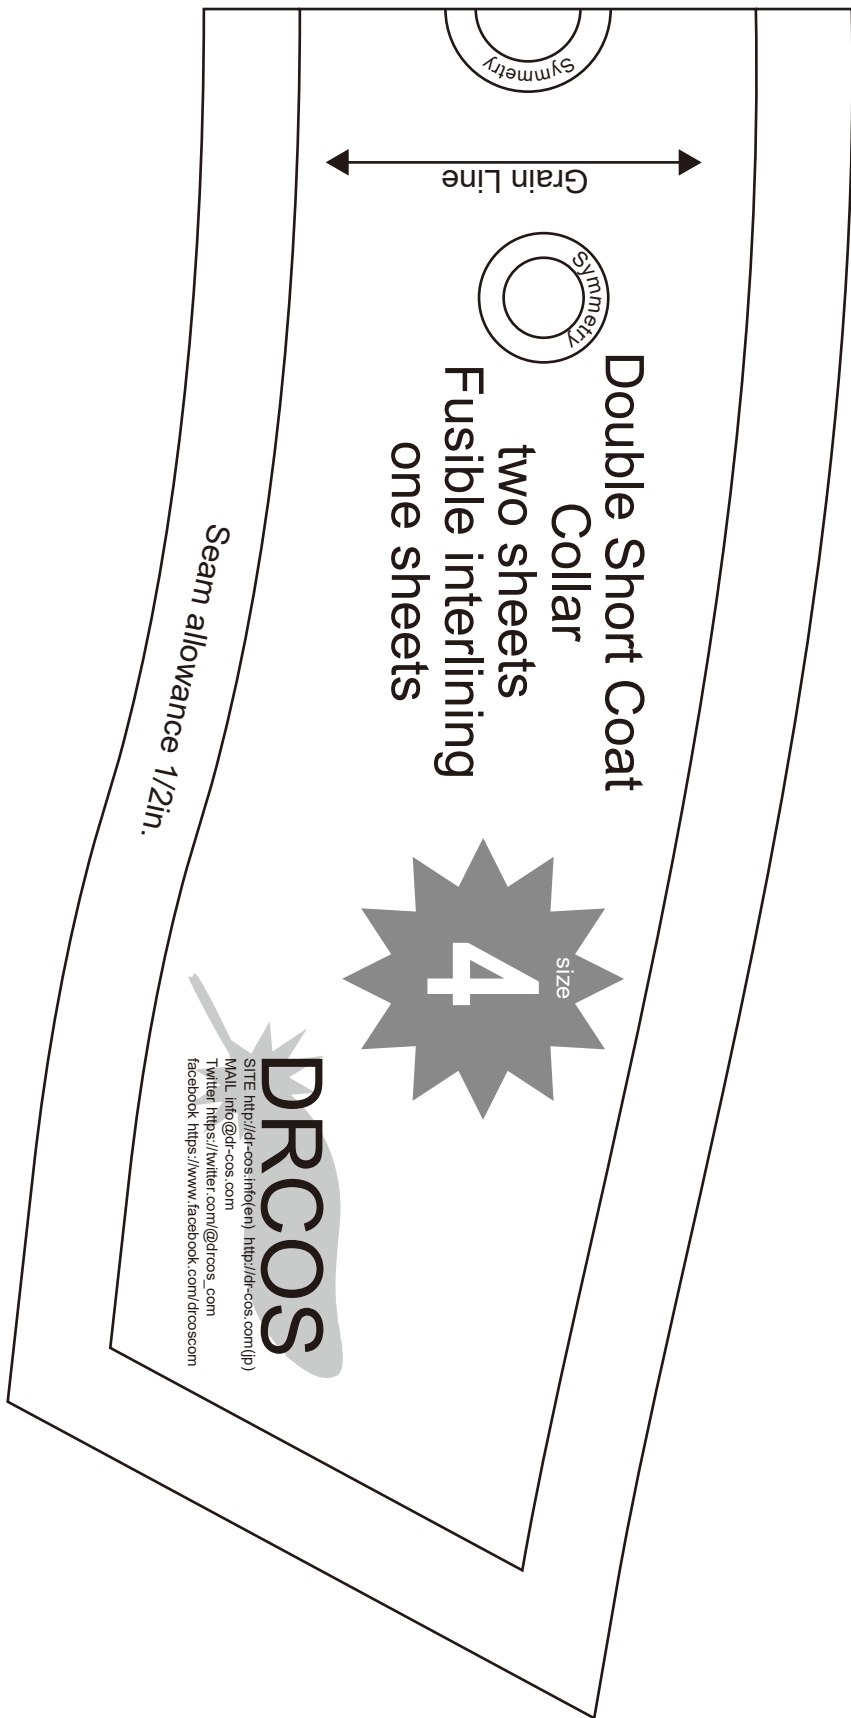 Symmetry
Grain Line
Symmetry
Double Short Coat
Collar
two sheets
Fusible interlining
one sheets
Seam allowance 1/2in.
size
4
DRCOS
SITE http://dr-cos.info(en) http://dr-cos.com(jp)
MAIL info@dr-cos.com
Twitter https://twitter.com/@drcos_com
facebook https://www.facebook.com/drcoscom